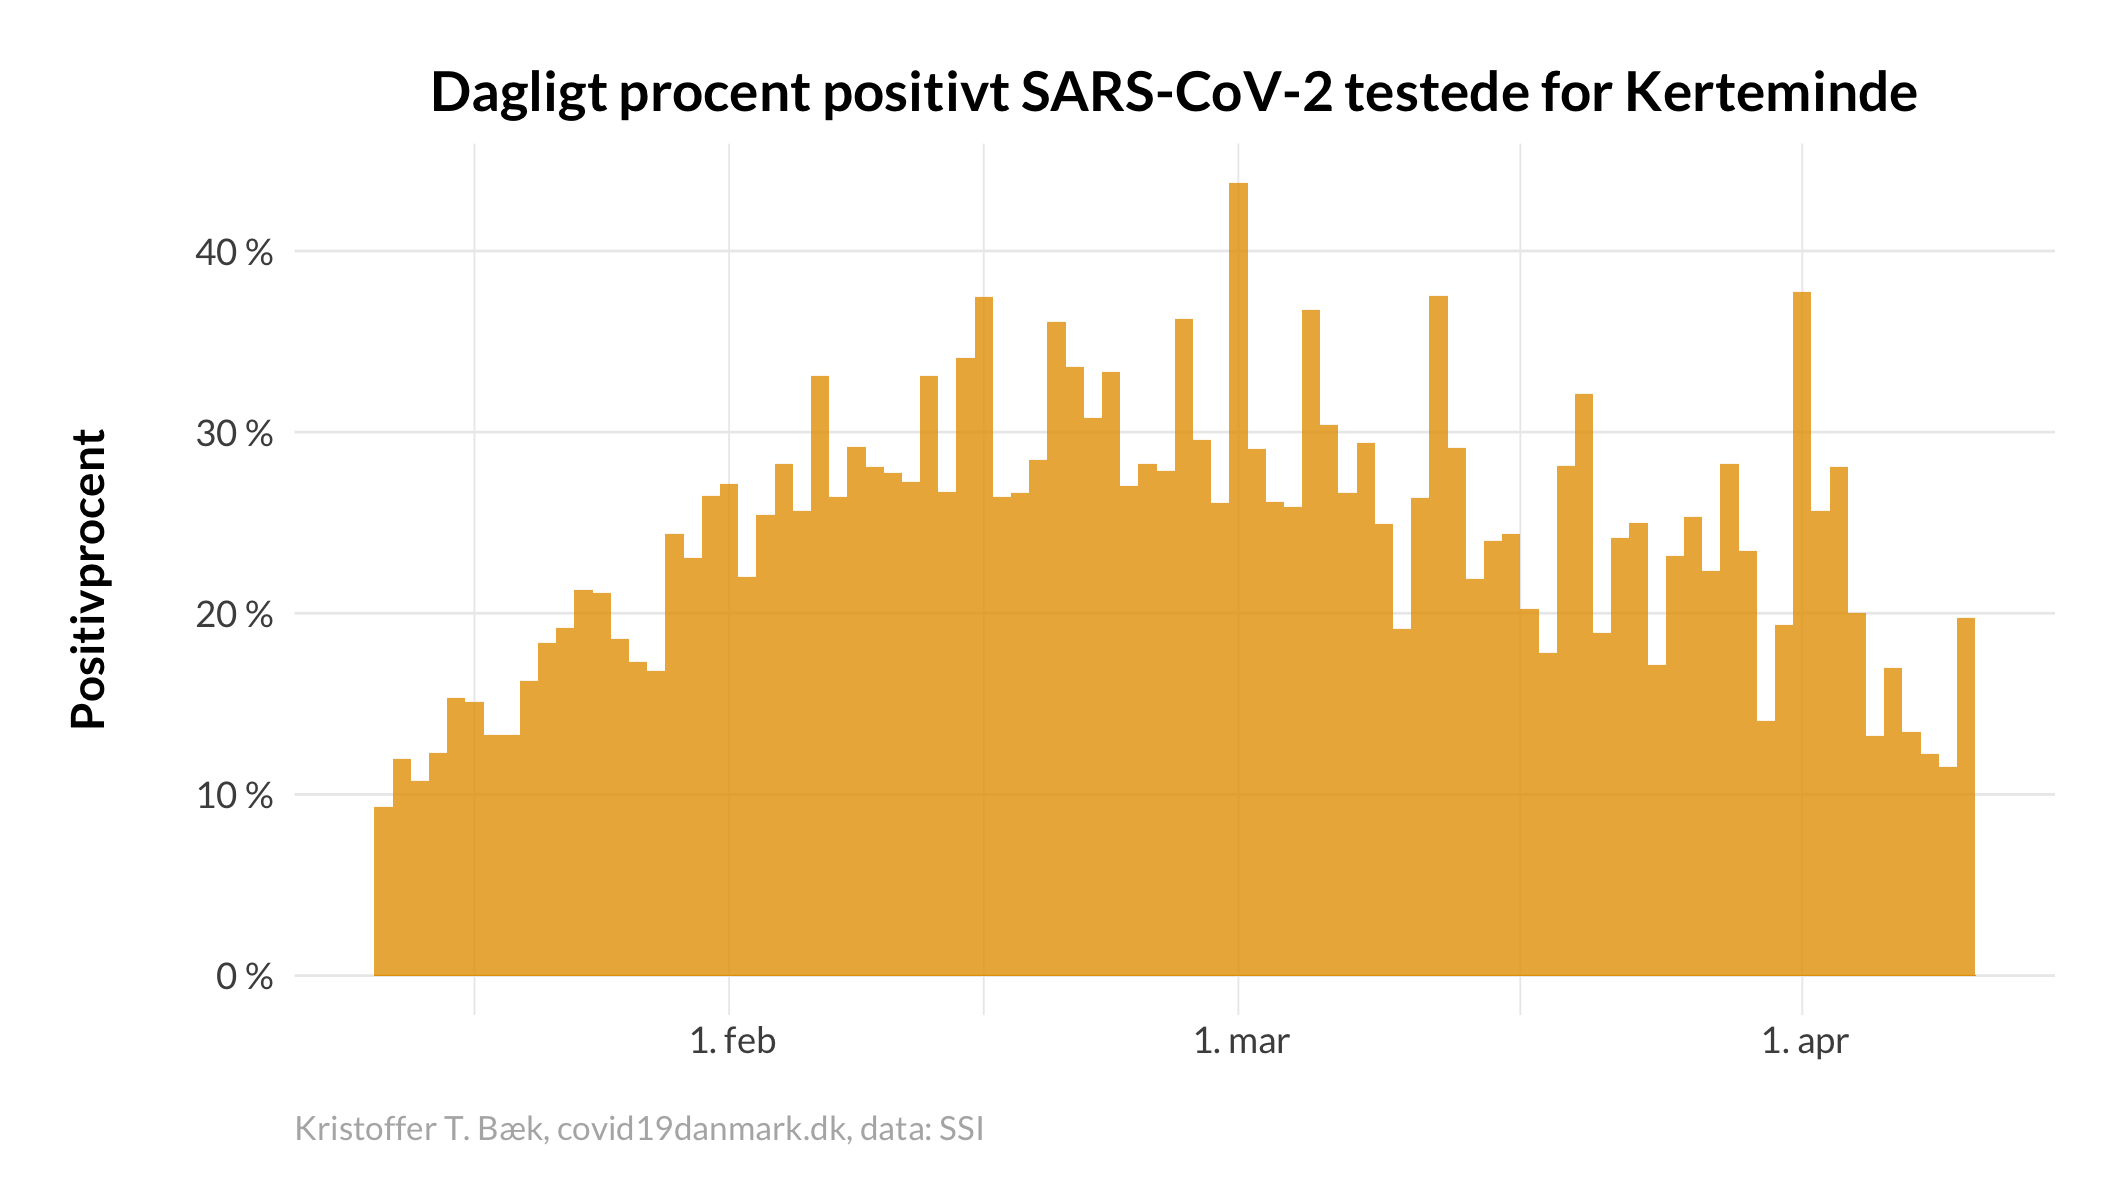 Dagligt procent positivt SARS-CoV-2 testede for Kerteminde
Positivprocent
40 %
30 %
20 %
10 %
0 %
1. feb
1. mar
1. apr
Kristoffer T. Bæk, covid19danmark.dk, data: SSI